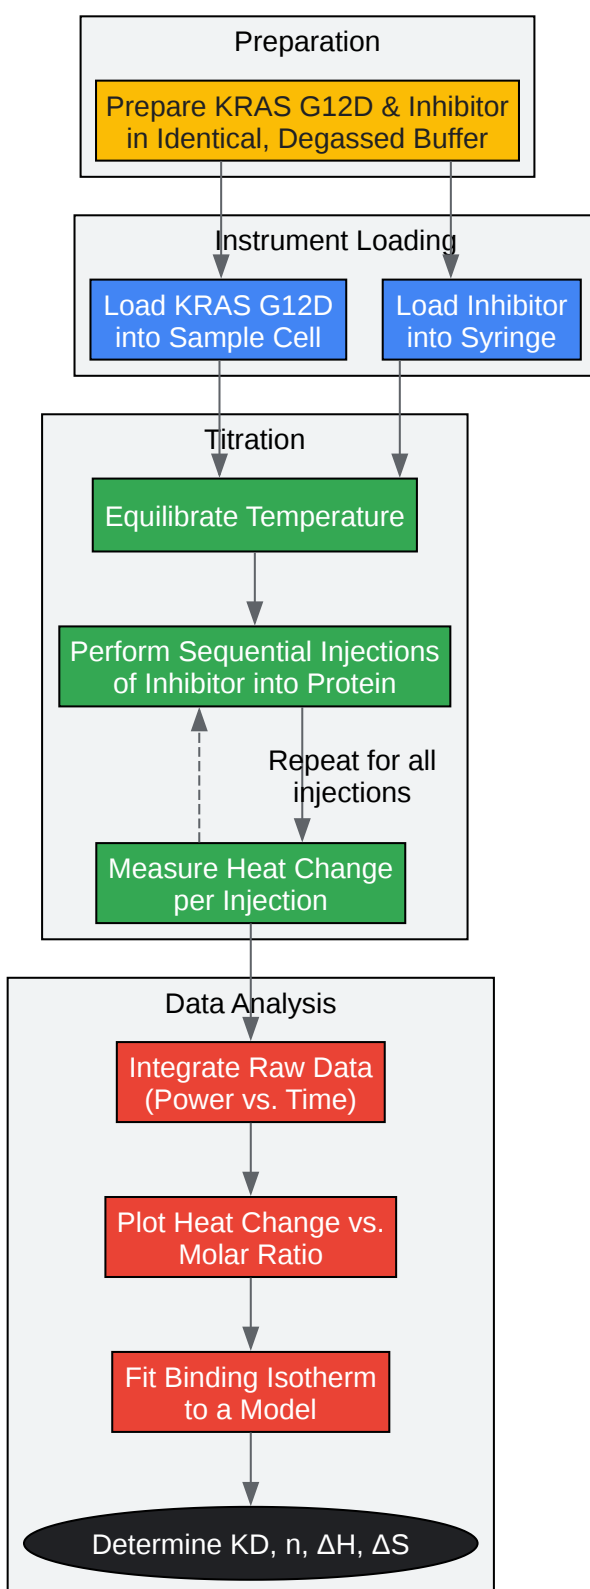 Preparation
Prepare KRAS G12D & Inhibitor
in Identical, Degassed Buffer
Instrument Loading
Load KRAS G12D
into Sample Cell
Load Inhibitor
into Syringe
Titration
Equilibrate Temperature
Perform Sequential Injections
of Inhibitor into Protein
Repeat for all
injections
Measure Heat Change
per Injection
Data Analysis
Integrate Raw Data
(Power vs. Time)
Plot Heat Change vs.
Molar Ratio
Fit Binding Isotherm
to a Model
Determine KD, n, ΔH, ΔS